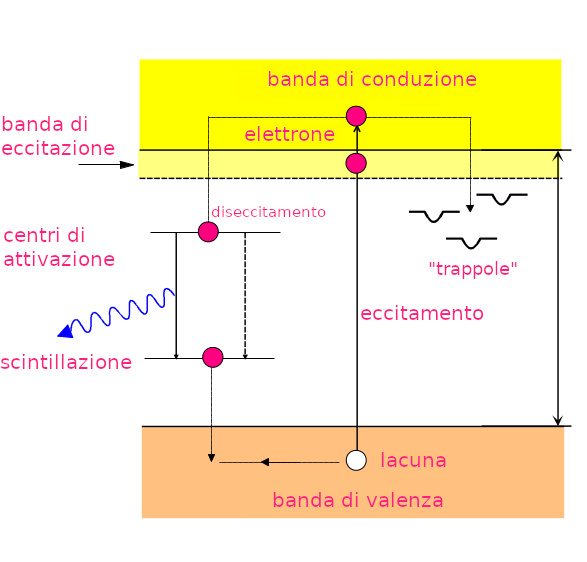 banda di conduzione
banda di
eccitazione
elettrone
diseccitamento
centri di
attivazione
"trappole"
eccitamento
scintillazione
lacuna
banda di valenza